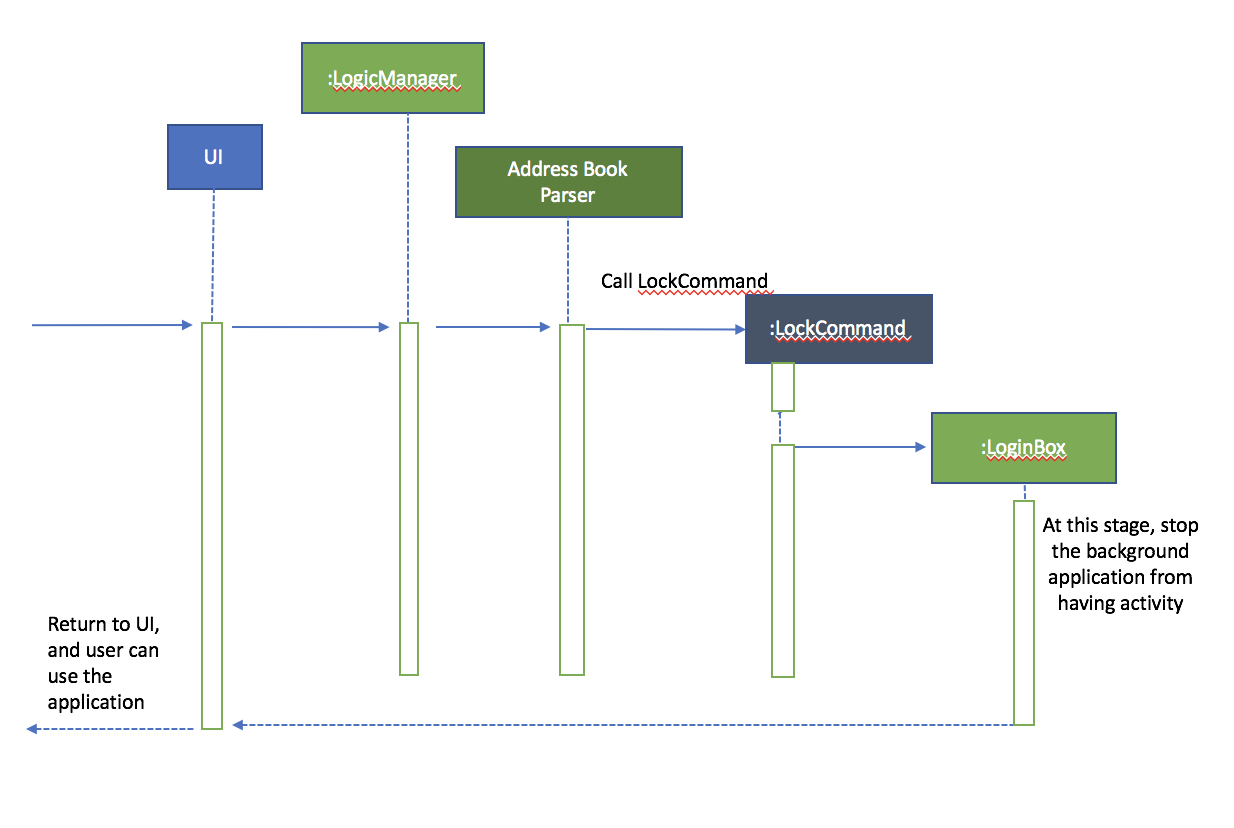 :LogicManager
UI
Address Book
Parser
Call LockCommand
:LockCommand
:LoginBox
At this stage, stop
the background
application from
having activity
Return to UI,
and user can
use the
application